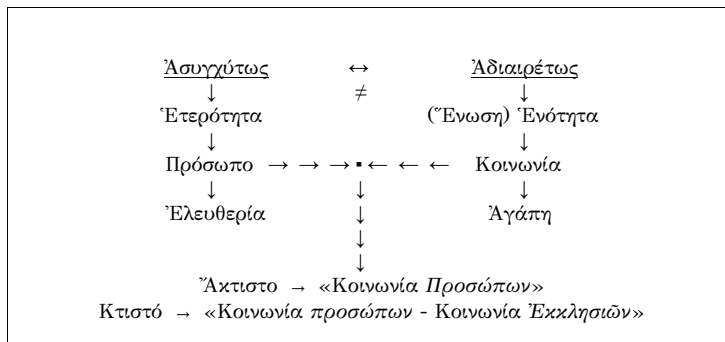 Ἀσυγχύτως ↔ Ἀδιαιρέτως
↓ ≠ ↓
Ἑτερότητα (Ἕνωση) Ἑνότητα
↓ ↓
Πρόσωπο → → → ▪ ← ← ← Κοινωνία
↓ ↓ ↓
Ἐλευθερία ↓ Ἀγάπη
↓
↓
Ἄκτιστο → «Κοινωνία Προσώπων»
Κτιστό → «Κοινωνία προσώπων - Κοινωνία Ἐκκλησιῶν»